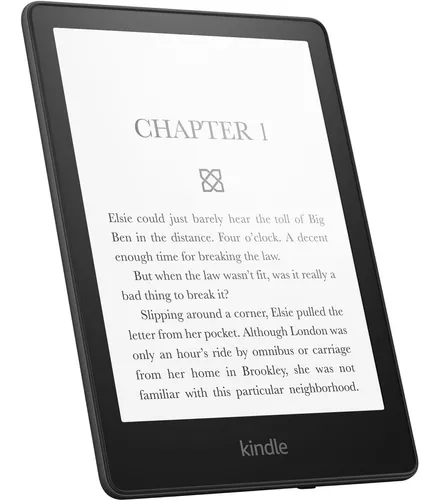 CHAPTER 1
Elsie could just barely hear the toll of Big
Ben in the distance. Four o'clock. A decent
enough time for breaking the law.
But when the law wasn't fit, was it really a
bad thing to break it?
Slipping around a corner, Elsie pulled the
letter from her pocket. Although London was
only an hour's ride by omnibus or carriage
from her home in Brookley, she was not
familiar with this particular neighborhood.
kindle